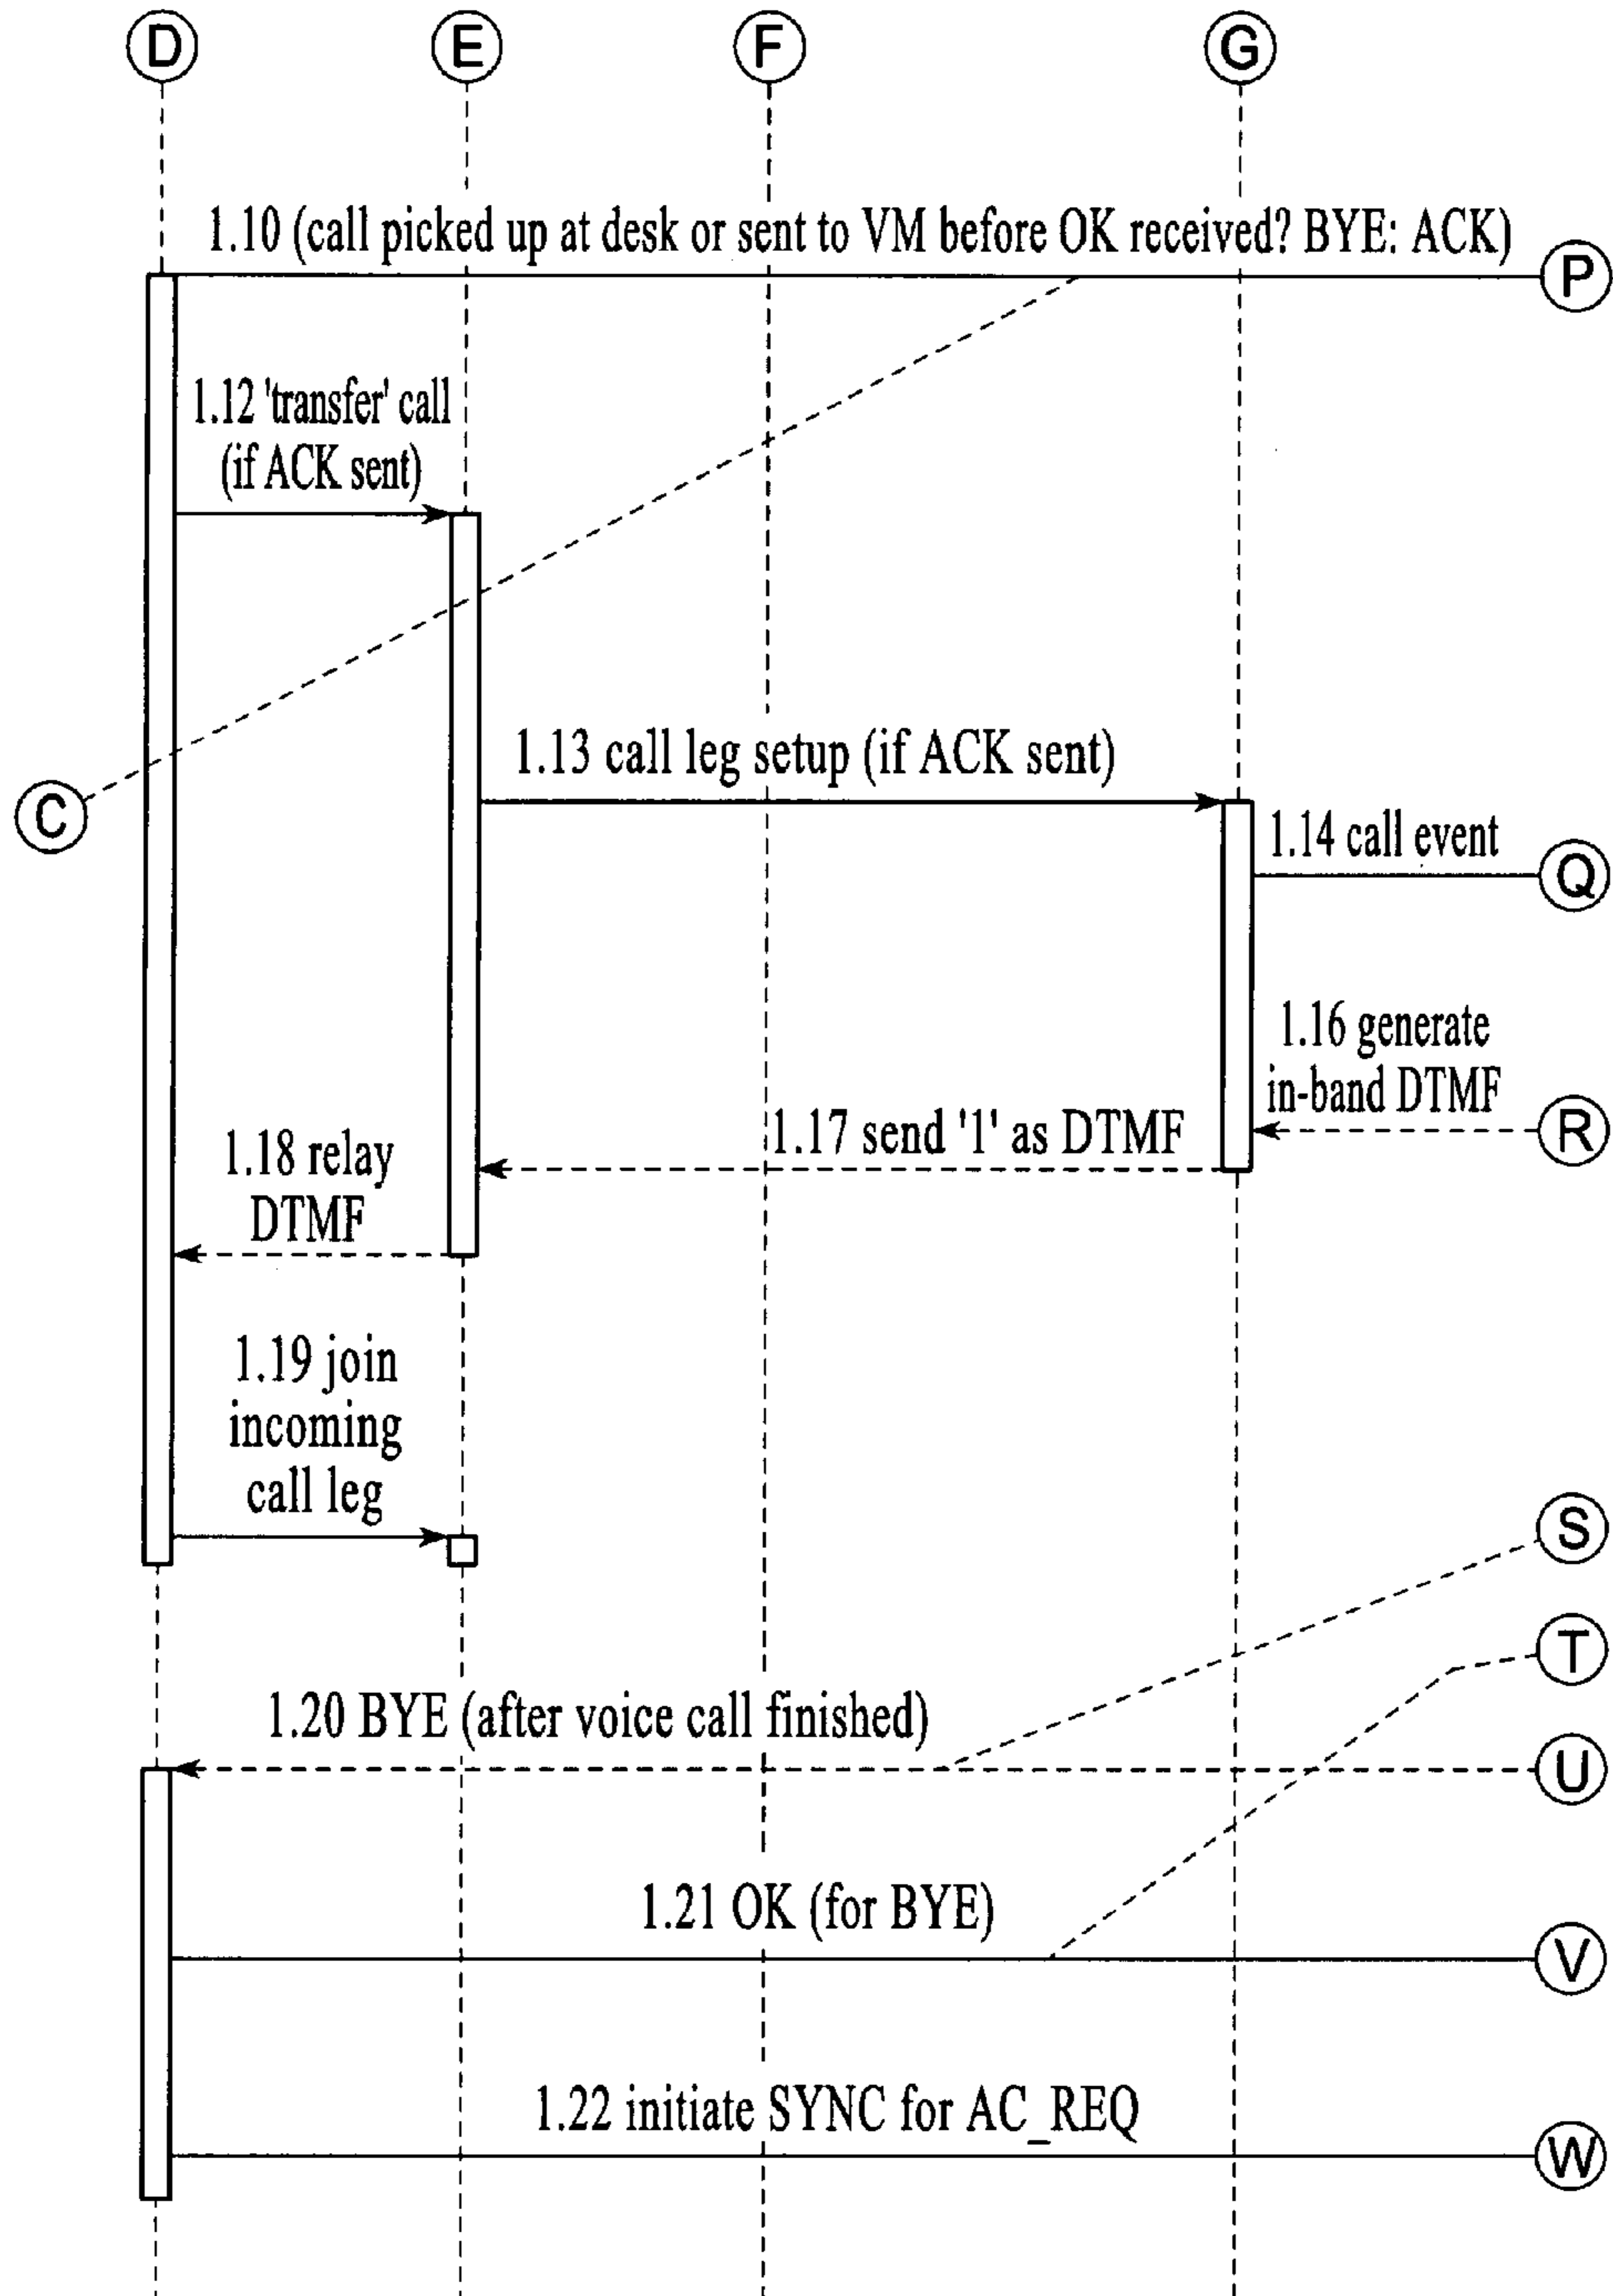 D
E
F
G
1.10 (call picked up at desk or sent to VM before OK received? BYE: ACK)
P
1.12 'transfer' call
(if ACK sent)
1.13 call leg setup (if ACK sent)
C
1.14 call event
Q
1.16 generate
in-band DTMF
R
1.17 send '1' as DTMF
1.18 relay
DTMF
1.19 join
incoming
call leg
S
T
1.20 BYE (after voice call finished)
U
1.21 OK (for BYE)
V
1.22 initiate SYNC for AC_REQ
W